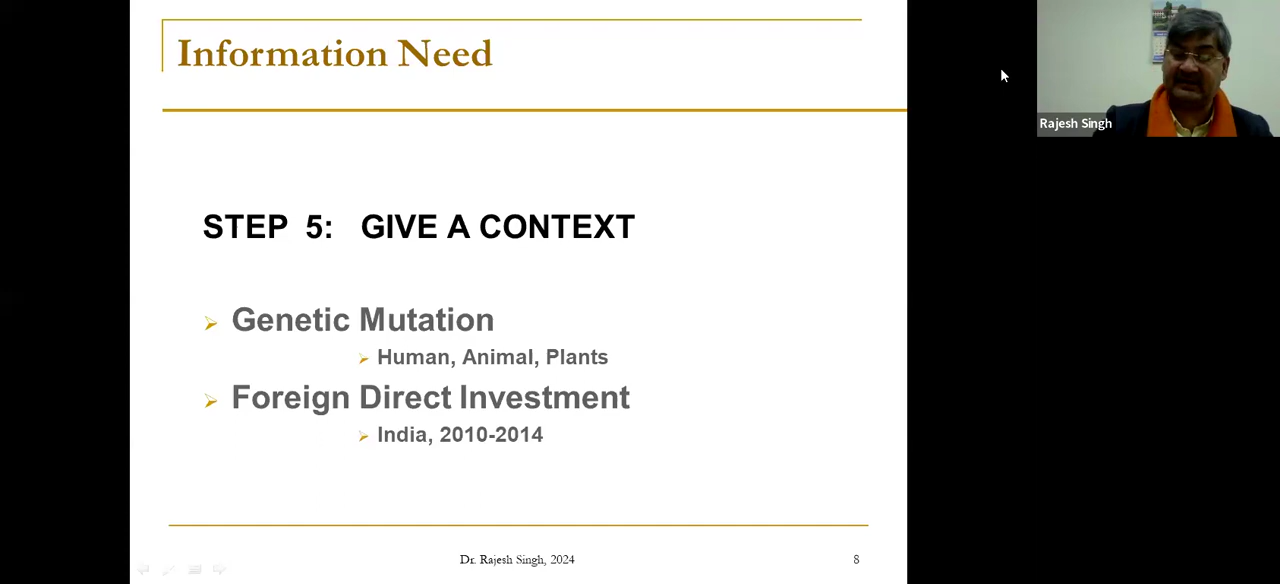 Information Need
Rajesh Singh
STEP 5: GIVE A CONTEXT
Genetic Mutation
Human, Animal, Plants
Foreign Direct Investment
India, 2010-2014
Dr. Rajesh Singh, 2024
8